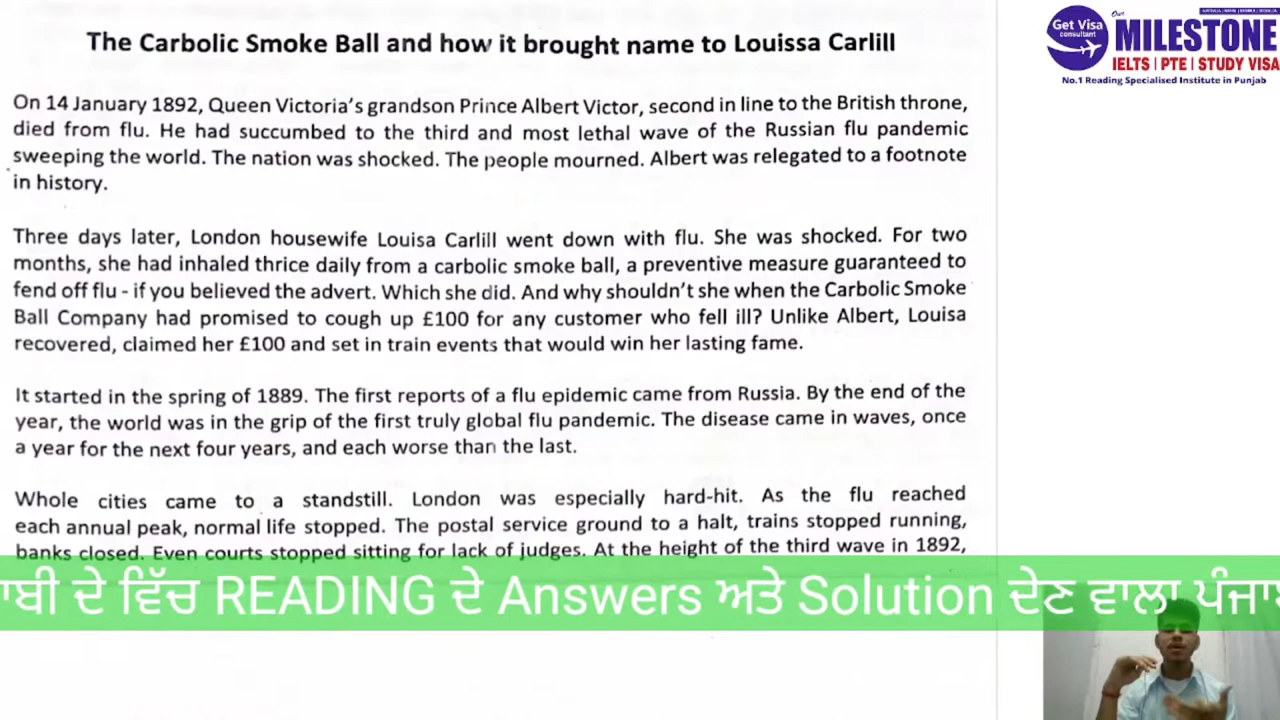 The Carbolic Smoke Ball and how it brought name to Louissa Carlill
On 14 January 1892, Queen Victoria's grandson Prince Albert Victor, second in line to the British throne,
died from flu. He had succumbed to the third and most lethal wave of the Russian flu pandemic
sweeping the world. The nation was shocked. The people mourned. Albert was relegated to a footnote
in history.
Three days later, London housewife Louisa Carlill went down with flu. She was shocked. For two
months, she had inhaled thrice daily from a carbolic smoke ball, a preventive measure guaranteed to
fend off flu - if you believed the advert. Which she did. And why shouldn't she when the Carbolic Smoke
Ball Company had promised to cough up £100 for any customer who fell ill? Unlike Albert, Louisa
recovered, claimed her £100 and set in train events that would win her lasting fame.
It started in the spring of 1889. The first reports of a flu epidemic came from Russia. By the end of the
year, the world was in the grip of the first truly global flu pandemic. The disease came in waves, once
a year for the next four years, and each worse than the last.
Whole cities came to a standstill. London was especially hard-hit. As the flu reached
each annual peak, normal life stopped. The postal service ground to a halt, trains stopped running,
banks closed. Even courts stopped sitting for lack of judges. At the height of the third wave in 1892,
ਾਬੀ ਦੇ ਵਿੱਚ READING ਦੇ Answers ਅਤੇ Solution ਦੇਣ ਵਾਲਾ ਪੰਜਾਬ
Our
Get Visa
consultant
MILESTONE
IELTS | PTE | STUDY VISA
No.1 Reading Specialised Institute in Punjab